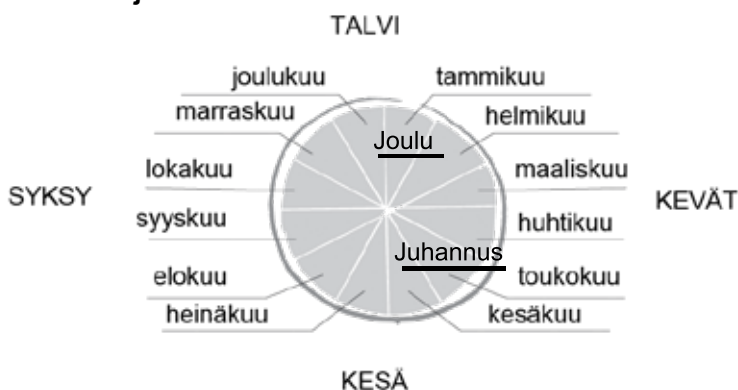 TALVI
joulukuu
tammikuu
marraskuu
helmikuu
Joulu
lokakuu
maaliskuu
SYKSY
KEVÄT
syyskuu
huhtikuu
Juhannus
elokuu
toukokuu
heinäkuu
kesäkuu
KESÄ